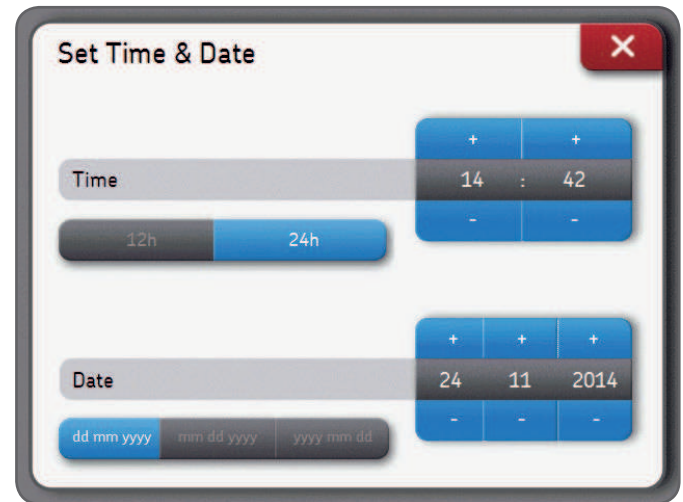 Set Time & Date
×
+ +
Time 14 : 42
- -
12h 24h
+ + +
Date 24 11 2014
- - -
dd mm yyyy mm dd yyyy yyyy mm dd